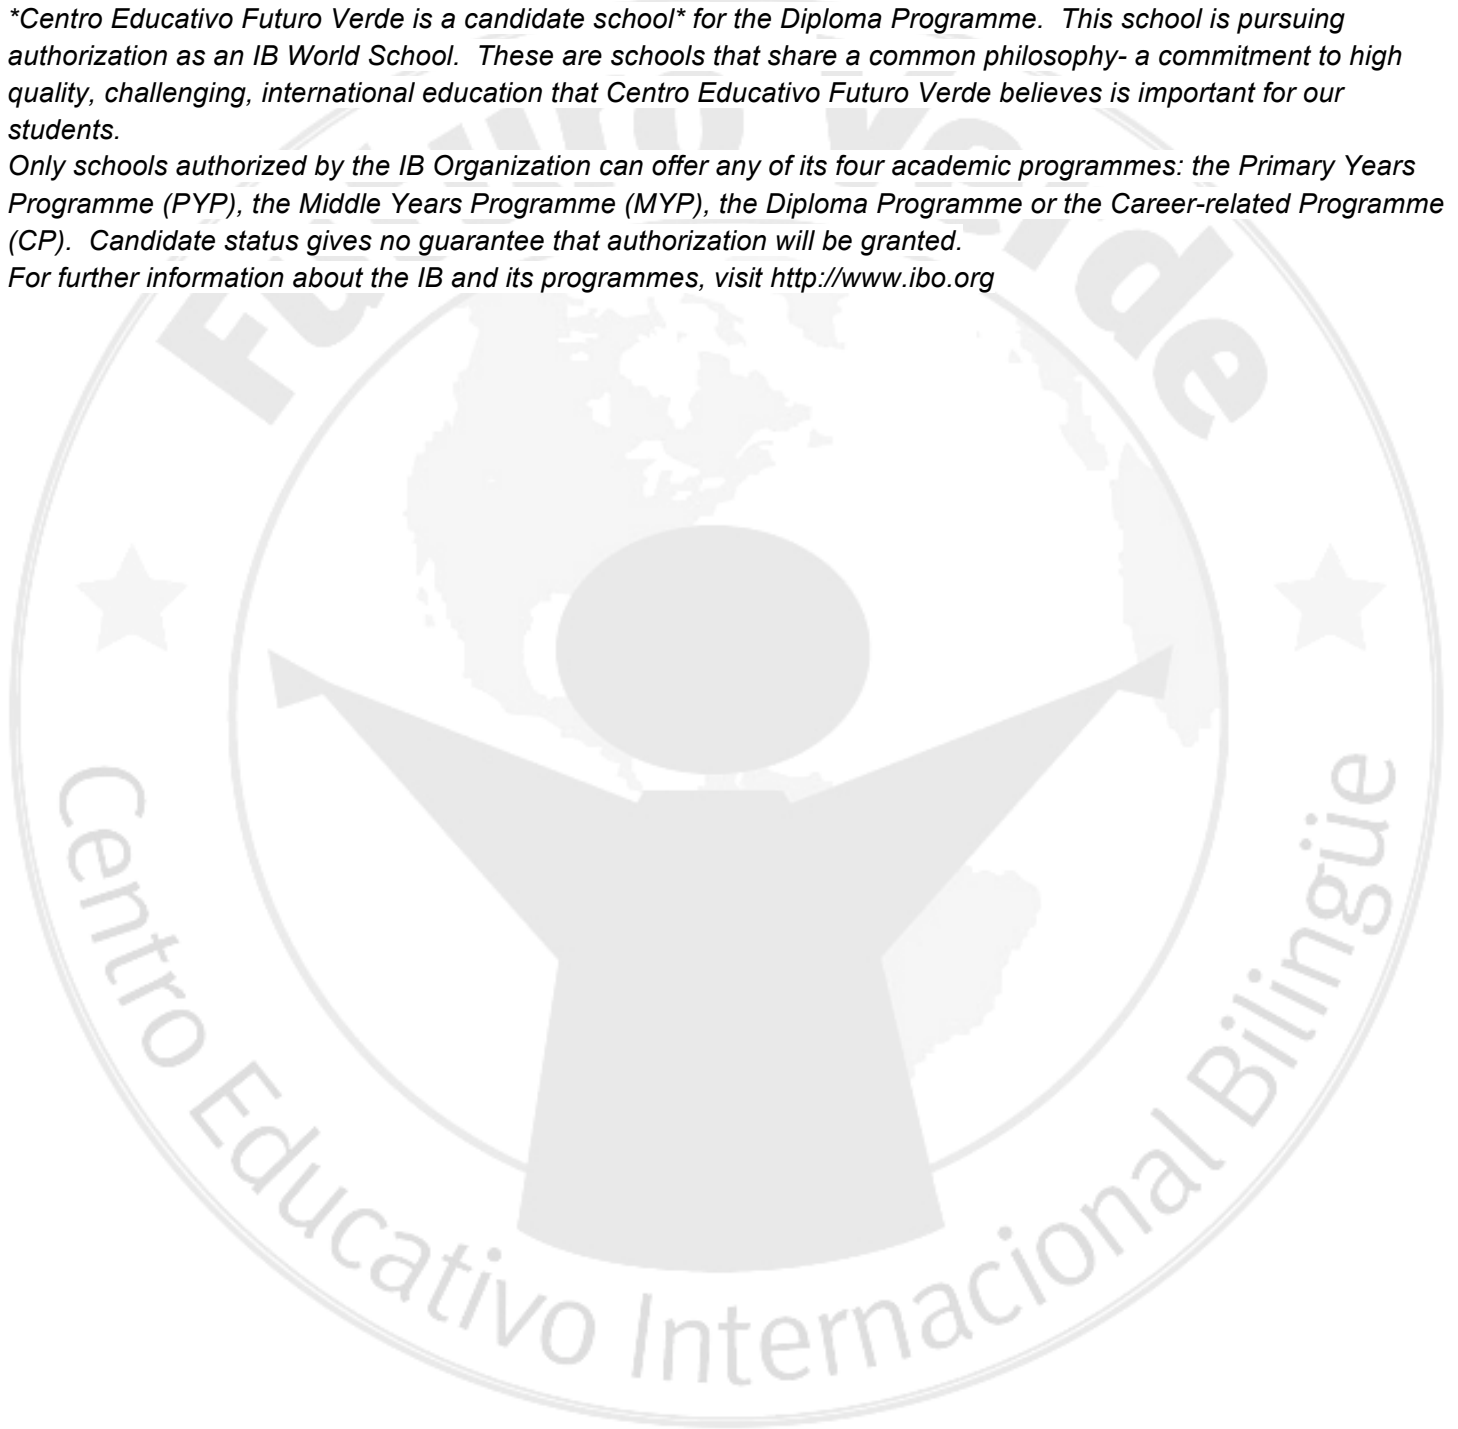 *Centro Educativo Futuro Verde is a candidate school* for the Diploma Programme.  This school is pursuing
authorization as an IB World School.  These are schools that share a common philosophy- a commitment to high
quality, challenging, international education that Centro Educativo Futuro Verde believes is important for our
students.
Only schools authorized by the IB Organization can offer any of its four academic programmes: the Primary Years
Programme (PYP), the Middle Years Programme (MYP), the Diploma Programme or the Career-related Programme
(CP).  Candidate status gives no guarantee that authorization will be granted.
For further information about the IB and its programmes, visit http://www.ibo.org
Futuro Verde
Centro Educativo Internacional Bilingüe